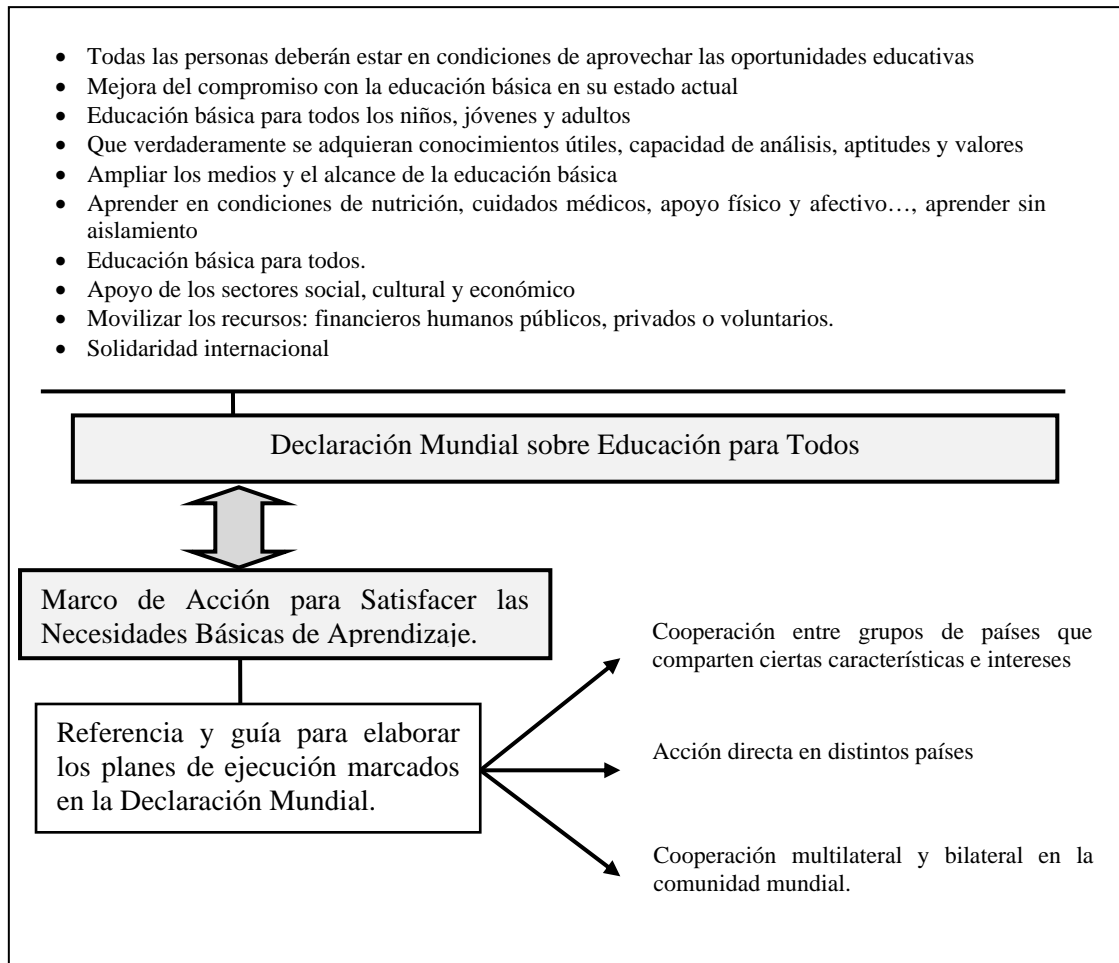 • Todas las personas deberán estar en condiciones de aprovechar las oportunidades educativas
• Mejora del compromiso con la educación básica en su estado actual
• Educación básica para todos los niños, jóvenes y adultos
• Que verdaderamente se adquieran conocimientos útiles, capacidad de análisis, aptitudes y valores
• Ampliar los medios y el alcance de la educación básica
• Aprender en condiciones de nutrición, cuidados médicos, apoyo físico y afectivo…, aprender sin
aislamiento
• Educación básica para todos.
• Apoyo de los sectores social, cultural y económico
• Movilizar los recursos: financieros humanos públicos, privados o voluntarios.
• Solidaridad internacional
Declaración Mundial sobre Educación para Todos
Marco de Acción para Satisfacer las
Necesidades Básicas de Aprendizaje.
Referencia y guía para elaborar
los planes de ejecución marcados
en la Declaración Mundial.
Cooperación entre grupos de países que
comparten ciertas características e intereses
Acción directa en distintos países
Cooperación multilateral y bilateral en la
comunidad mundial.